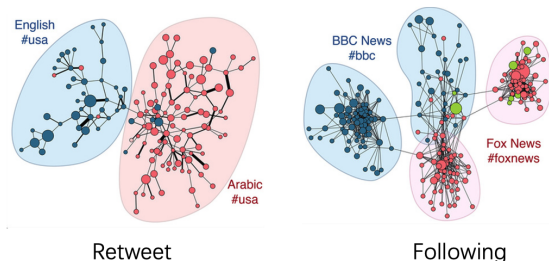 English
#usa
Arabic
#usa
Retweet
BBC News
#bbc
Fox News
#foxnews
Following